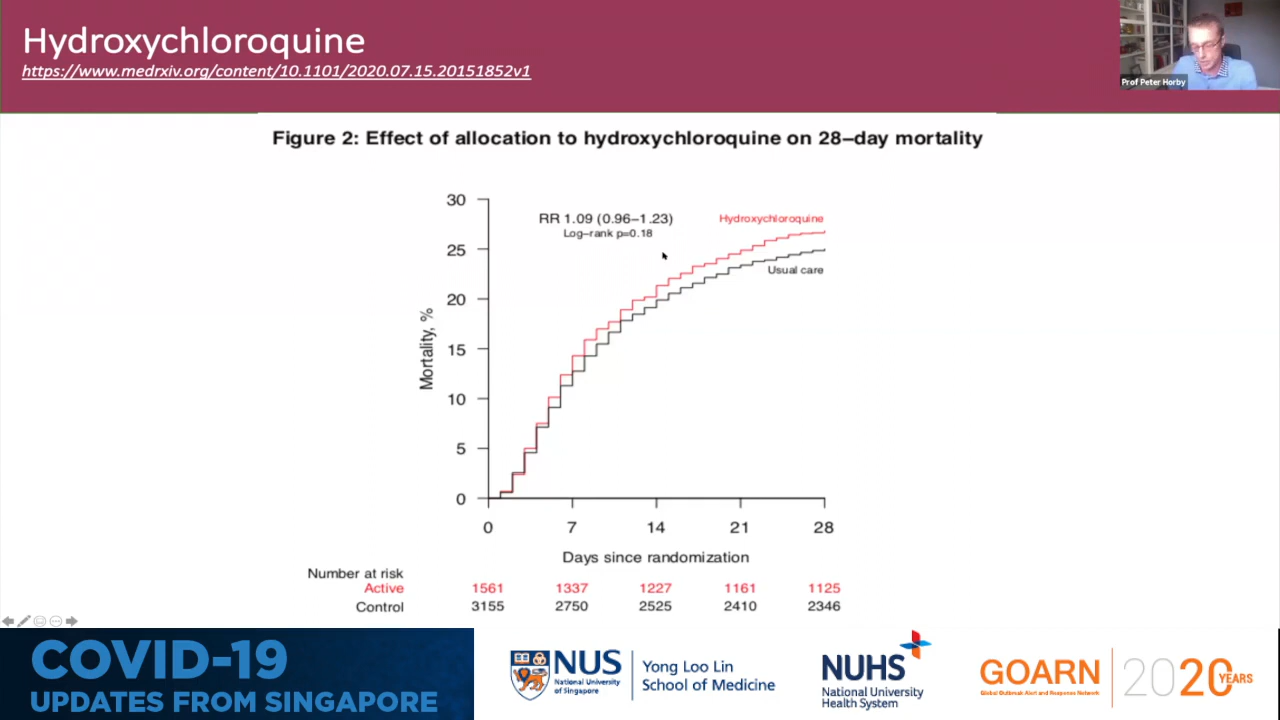 Hydroxychloroquine
https://www.medrxiv.org/content/10.1101/2020.07.15.20151852v1
Prof Peter Horby
Figure 2: Effect of allocation to hydroxychloroquine on 28–day mortality
RR 1.09 (0.96–1.23)
Log–rank p=0.18
Hydroxychloroquine
Usual care
Mortality, %
30
25
20
15
10
5
0
0 7 14 21 28
Days since randomization
Number at risk
Active 1561 1337 1227 1161 1125
Control 3155 2750 2525 2410 2346
COVID-19
UPDATES FROM SINGAPORE
NUS
National University
of Singapore
Yong Loo Lin
School of Medicine
NUHS
National University
Health System
GOARN
Global Outbreak Alert and Response Network
2020 YEARS